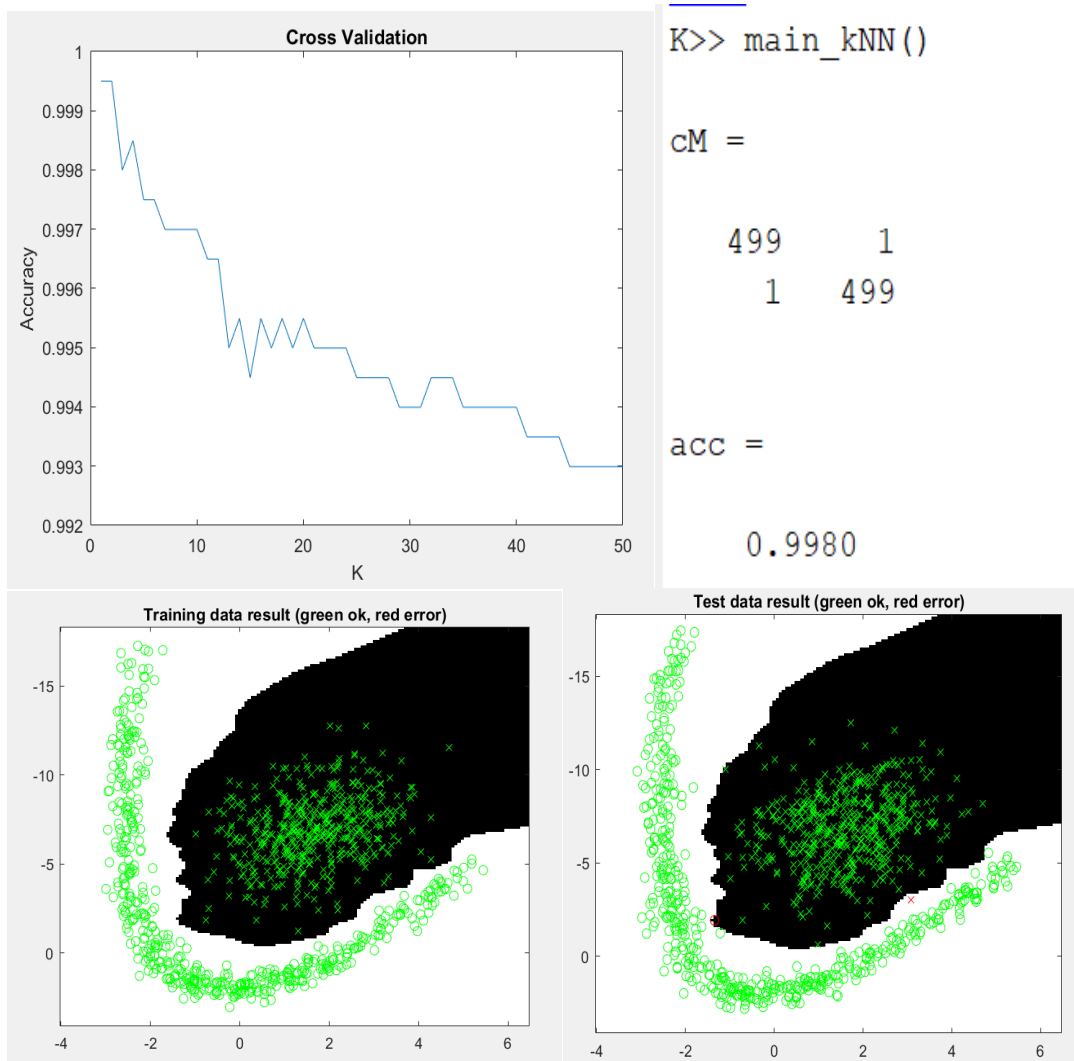 Cross Validation
1
0.999
0.998
0.997
0.996
0.995
0.994
0.993
0.992
Accuracy
0 10 20 30 40 50
K
K>> main_kNN()
cM =
499 1
1 499
acc =
0.9980
Training data result (green ok, red error)
-15
-10
-5
0
-4 -2 0 2 4 6
Test data result (green ok, red error)
-15
-10
-5
0
-4 -2 0 2 4 6